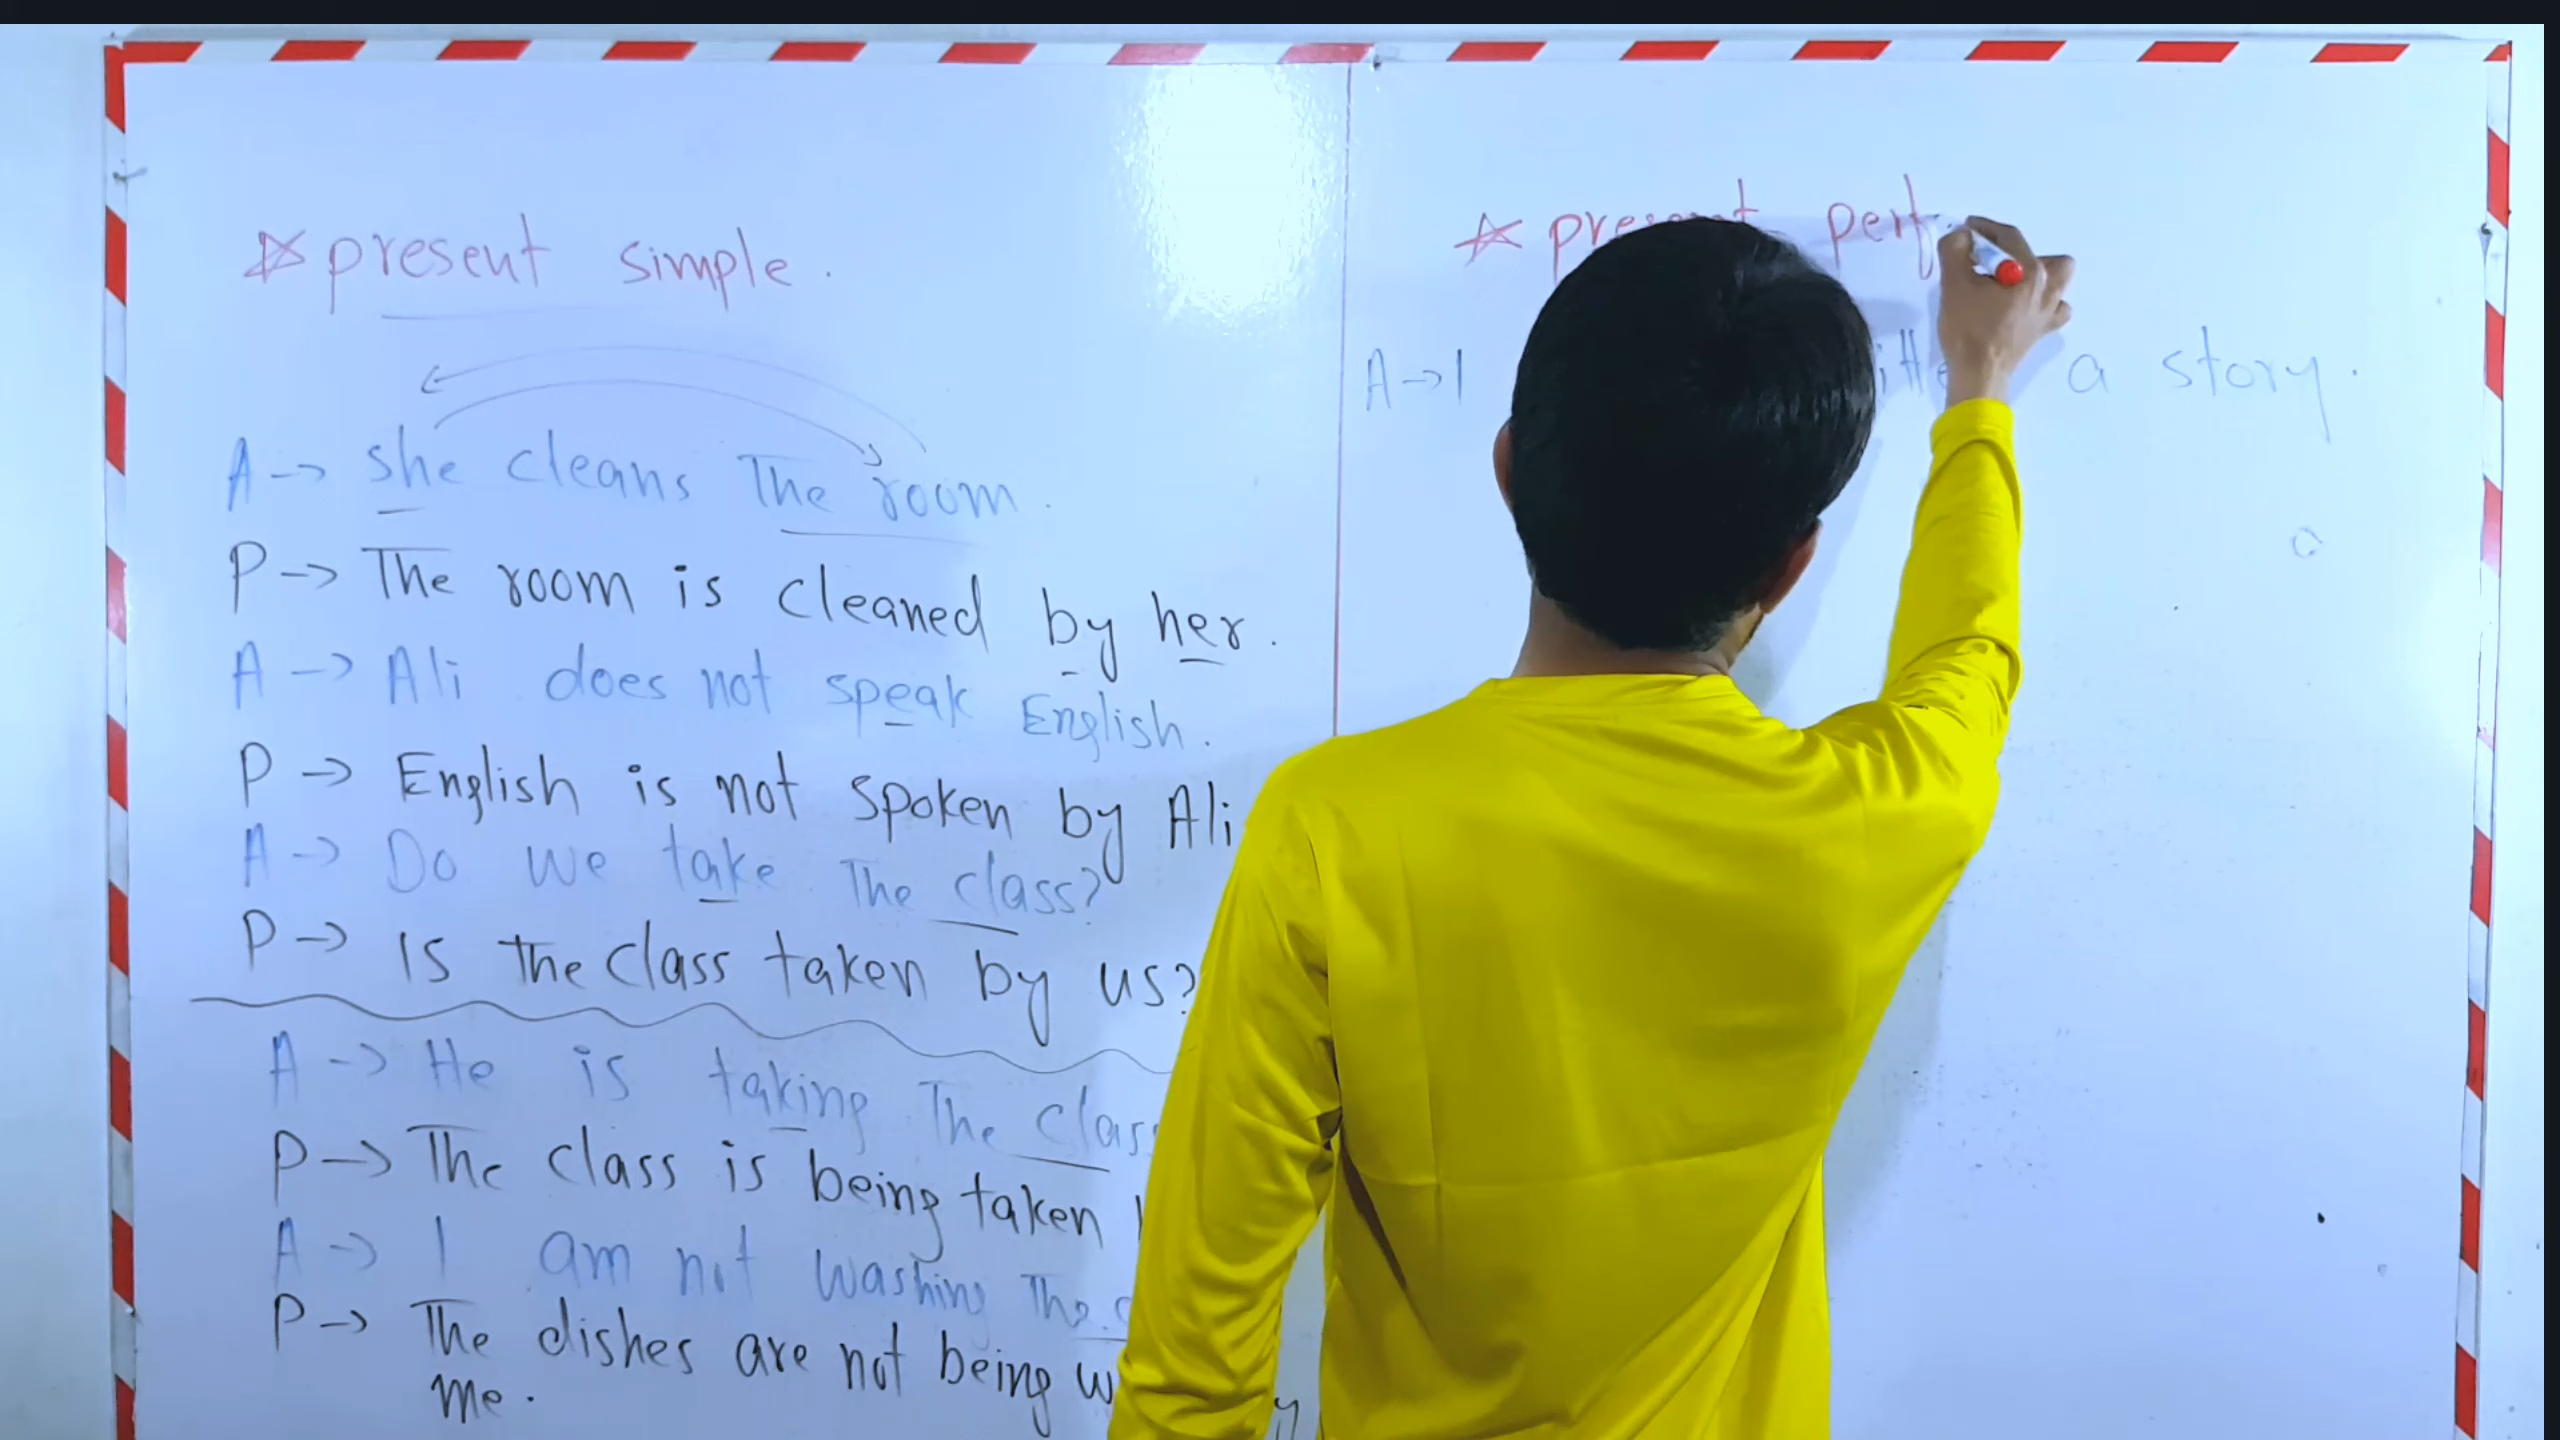 ☆ present simple.
A → she cleans The room.
P → The room is cleaned by her.
A → Ali does not speak English.
P → English is not spoken by Ali
A → Do we take The class?
P → Is the class taken by us?
A → He is taking The
P → The class is being taken
A → I am not washing The
P → The dishes are not being
me.
☆ present
A → I a story.